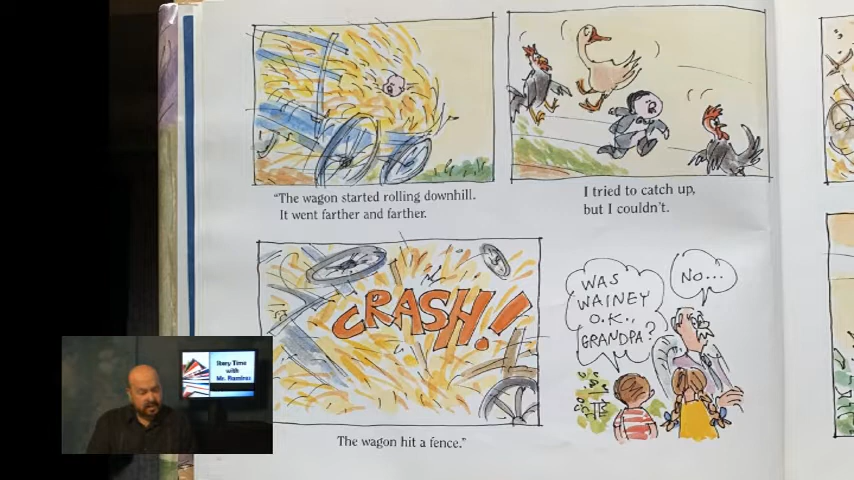 "The wagon started rolling downhill.
It went farther and farther.
I tried to catch up,
but I couldn't.
CRASH!!
WAS
WAINEY
O.K.,
GRANDPA?
NO...
The wagon hit a fence."
Story Time
with
Mr. Ramirez